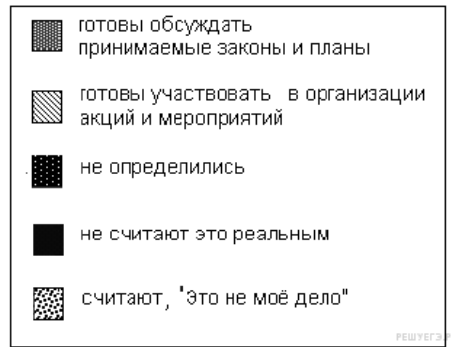 готовы обсуждать
принимаемые законы и планы
готовы участвовать в организации
акций и мероприятий
не определились
не считают это реальным
считают, "это не моё дело"
РЕШУЕГЭ.Р